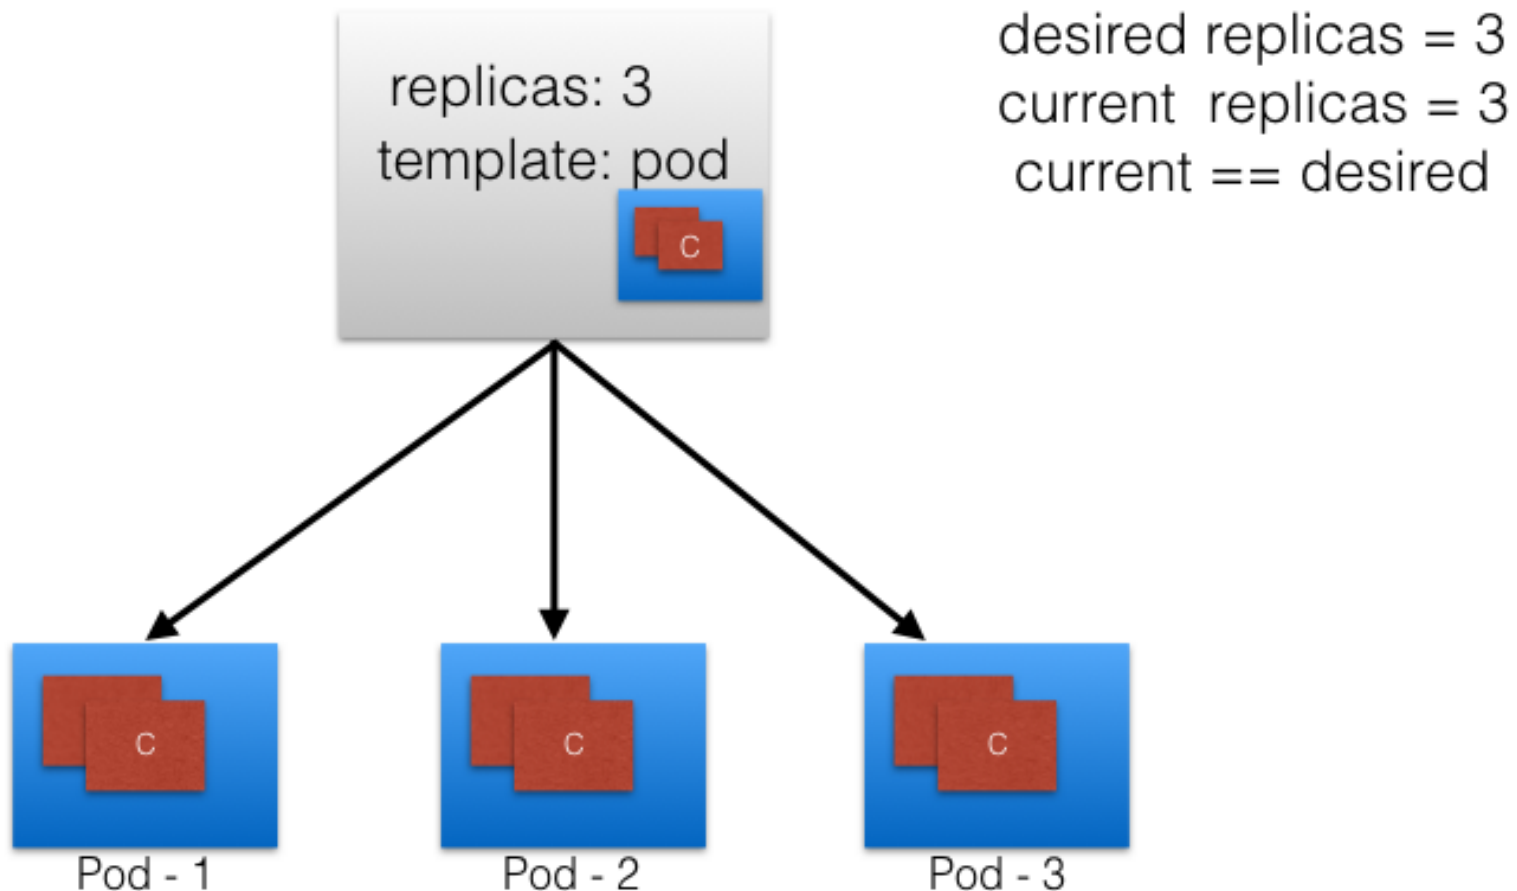 replicas: 3
template: pod
C
desired replicas = 3
current replicas = 3
current == desired
C
C
C
Pod - 1
Pod - 2
Pod - 3